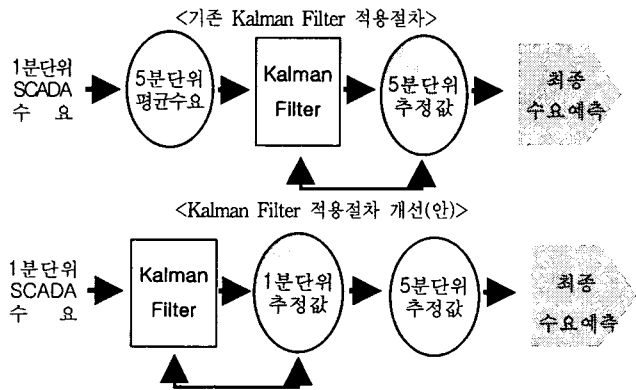 <기존 Kalman Filter 적용절차>
1분단위
SCADA
수 요
5분단위
평균수요
Kalman
Filter
5분단위
추정값
최종
수요예측
<Kalman Filter 적용절차 개선(안)>
1분단위
SCADA
수 요
Kalman
Filter
1분단위
추정값
5분단위
추정값
최종
수요예측